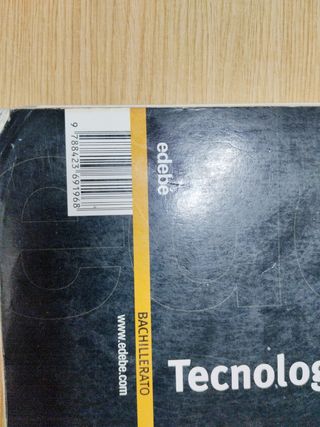 9 788423 691968
edebé
BACHILLERATO
www.edebe.com
Tecnolog